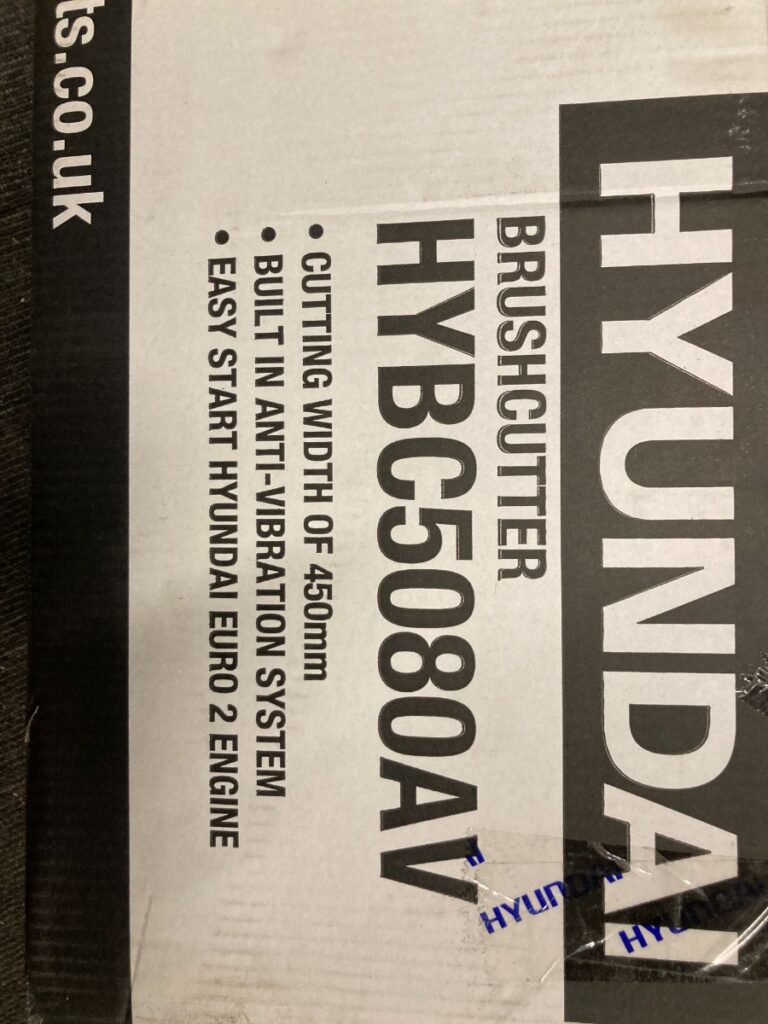 HYUNDAI
BRUSHCUTTER
HYBC5080AV
• CUTTING WIDTH OF 450mm
• BUILT IN ANTI-VIBRATION SYSTEM
• EASY START HYUNDAI EURO 2 ENGINE
ts.co.uk
HYUNDAI
HYUNDAI